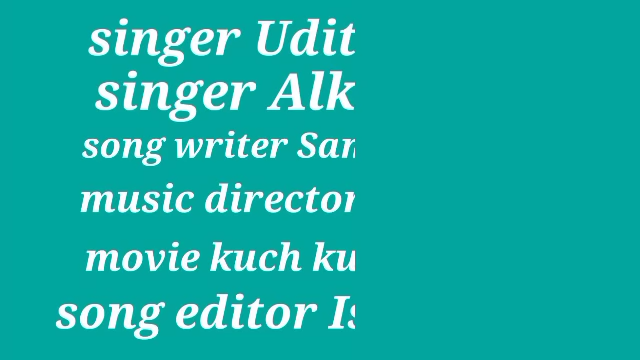 singer Udit
singer Alk
song writer San
music director
movie kuch ku
song editor Is